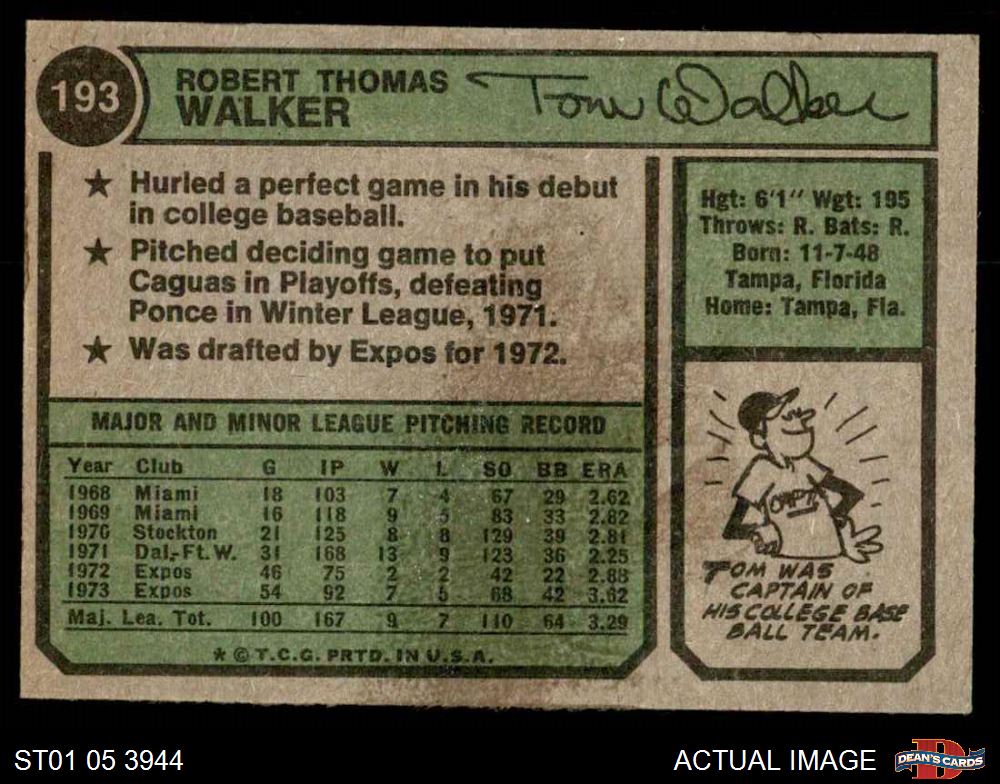 193
ROBERT THOMAS
WALKER
Tom Walker
★ Hurled a perfect game in his debut
in college baseball.
★ Pitched deciding game to put
Caguas in Playoffs, defeating
Ponce in Winter League, 1971.
★ Was drafted by Expos for 1972.
Hgt: 6'1" Wgt: 195
Throws: R. Bats: R.
Born: 11-7-48
Tampa, Florida
Home: Tampa, Fla.
MAJOR AND MINOR LEAGUE PITCHING RECORD
Year Club G IP W L SO BB ERA
1968 Miami 18 103 7 4 67 29 2.62
1969 Miami 16 118 9 5 83 33 2.82
1970 Stockton 21 125 8 8 129 39 2.81
1971 Dal.-Ft. W. 31 168 13 9 123 36 2.25
1972 Expos 46 75 2 2 42 22 2.88
1973 Expos 54 92 7 5 68 42 3.62
Maj. Lea. Tot. 100 167 9 7 110 64 3.29
* © T.C.G. PRTD. IN U.S.A.
CAPT.
TOM WAS
CAPTAIN OF
HIS COLLEGE BASE
BALL TEAM.
ST01 05 3944
ACTUAL IMAGE
D
DEAN'S CARDS